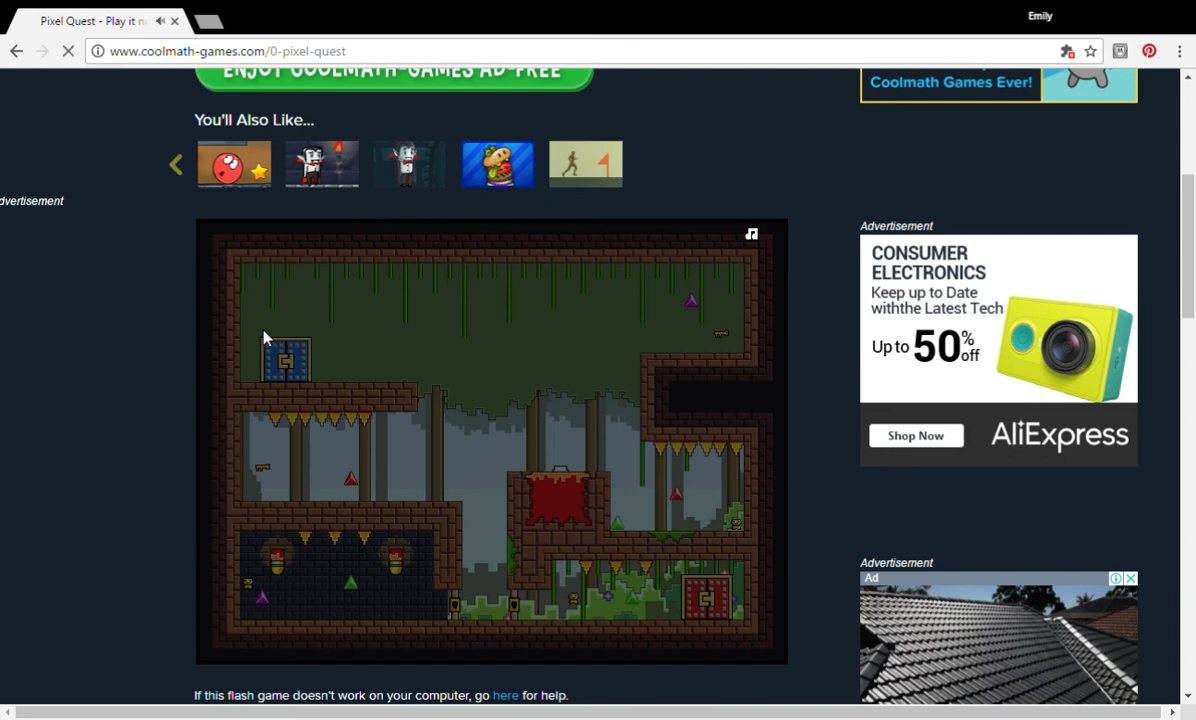 Emily
Pixel Quest - Play it n
www.coolmath-games.com/0-pixel-quest
ENJOY COOLMATH-GAMES AD-FREE
Coolmath Games Ever!
You'll Also Like...
dvertisement
Advertisement
CONSUMER
ELECTRONICS
Keep up to Date
withthe Latest Tech
Up to 50% off
Shop Now
AliExpress
Advertisement
Ad
If this flash game doesn't work on your computer, go here for help.